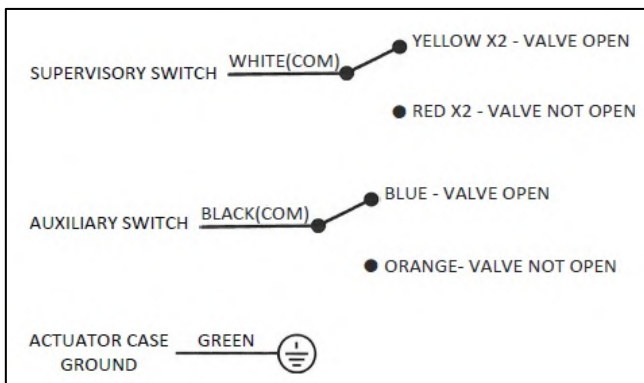 YELLOW X2 - VALVE OPEN
SUPERVISORY SWITCH WHITE(COM)
RED X2 - VALVE NOT OPEN
BLUE - VALVE OPEN
AUXILIARY SWITCH BLACK(COM)
ORANGE- VALVE NOT OPEN
ACTUATOR CASE GREEN
GROUND